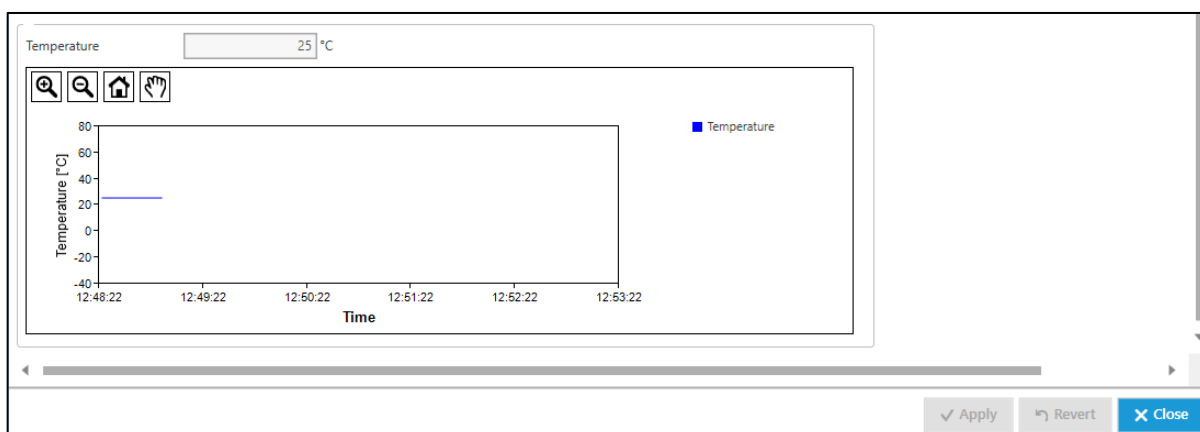 Temperature 25 °C
Temperature
80
60
40
20
0
-20
-40
Temperature [°C]
12:48:22 12:49:22 12:50:22 12:51:22 12:52:22 12:53:22
Time
Apply Revert Close